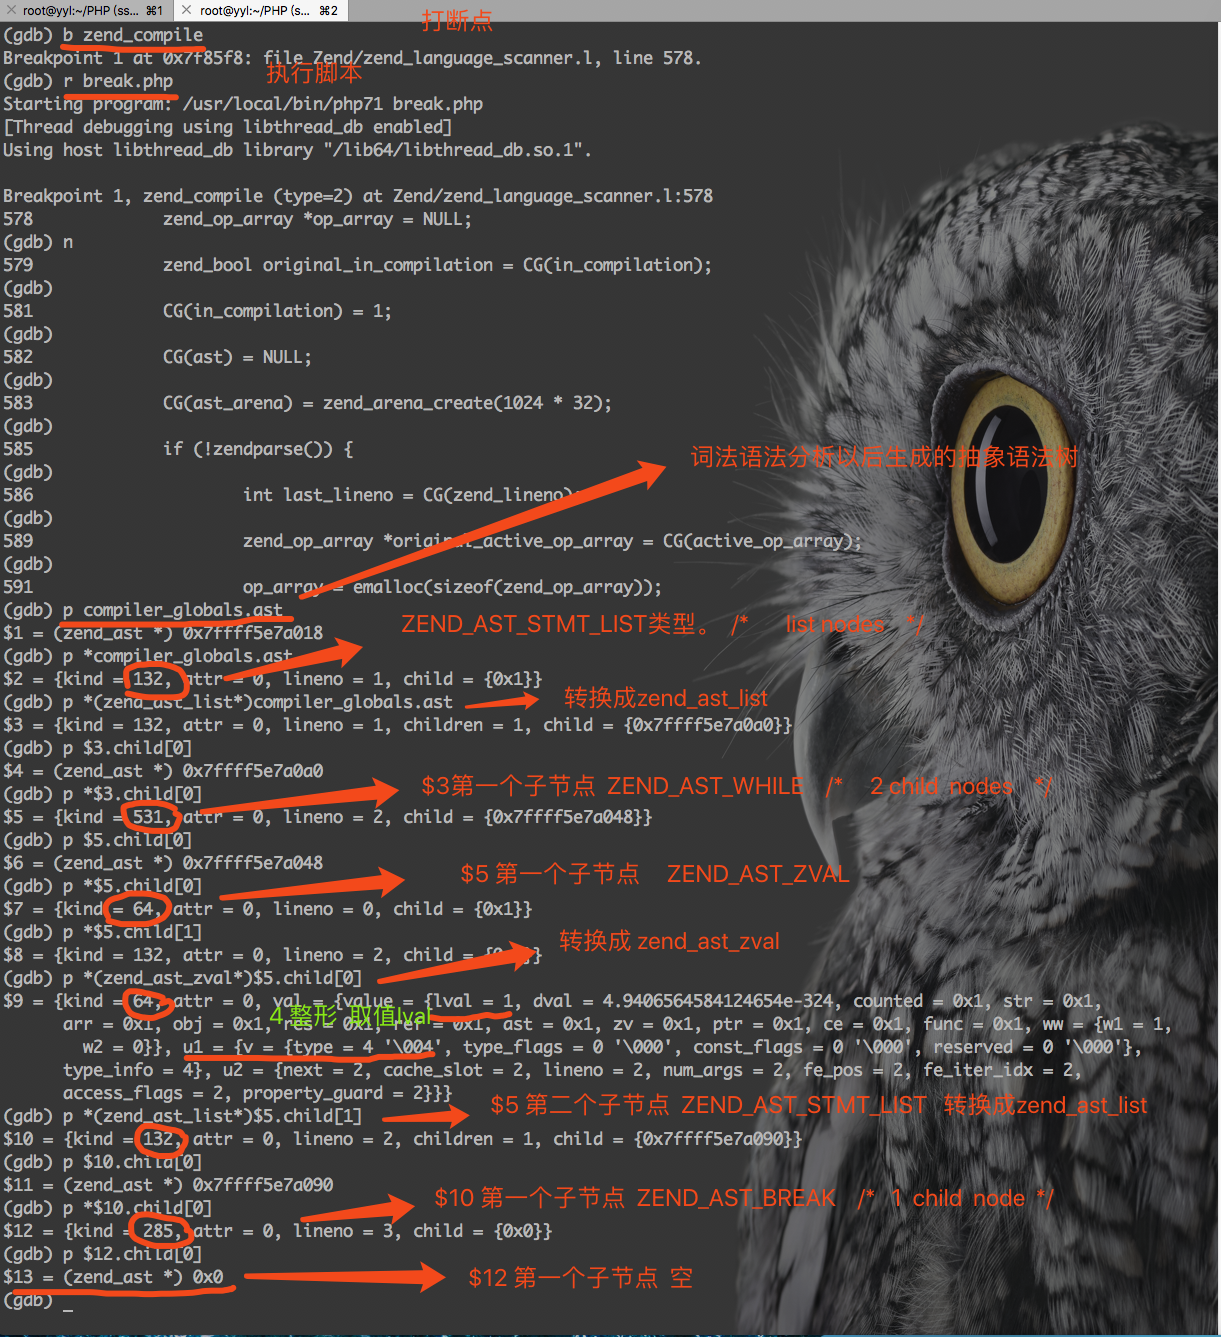 root@yyl:~/PHP (ss... ⌘1 root@yyl:~/PHP (s... ⌘2
(gdb) b zend_compile 打断点
Breakpoint 1 at 0x7f85f8: file Zend/zend_language_scanner.l, line 578.
(gdb) r break.php 执行脚本
Starting program: /usr/local/bin/php71 break.php
[Thread debugging using libthread_db enabled]
Using host libthread_db library "/lib64/libthread_db.so.1".
Breakpoint 1, zend_compile (type=2) at Zend/zend_language_scanner.l:578
578 zend_op_array *op_array = NULL;
(gdb) n
579 zend_bool original_in_compilation = CG(in_compilation);
(gdb)
581 CG(in_compilation) = 1;
(gdb)
582 CG(ast) = NULL;
(gdb)
583 CG(ast_arena) = zend_arena_create(1024 * 32);
(gdb)
585 if (!zendparse()) {
词法语法分析以后生成的抽象语法树
(gdb)
586 int last_lineno = CG(zend_lineno);
(gdb)
589 zend_op_array *original_active_op_array = CG(active_op_array);
(gdb)
591 op_array = emalloc(sizeof(zend_op_array));
(gdb) p compiler_globals.ast
ZEND_AST_STMT_LIST类型。 /* list nodes */
$1 = (zend_ast *) 0x7ffff5e7a018
(gdb) p *compiler_globals.ast
$2 = {kind = 132, attr = 0, lineno = 1, child = {0x1}}
(gdb) p *(zend_ast_list*)compiler_globals.ast 转换成zend_ast_list
$3 = {kind = 132, attr = 0, lineno = 1, children = 1, child = {0x7ffff5e7a0a0}}
(gdb) p $3.child[0]
$4 = (zend_ast *) 0x7ffff5e7a0a0
(gdb) p *$3.child[0] $3第一个子节点 ZEND_AST_WHILE /* 2 child nodes */
$5 = {kind = 531, attr = 0, lineno = 2, child = {0x7ffff5e7a048}}
(gdb) p $5.child[0]
$6 = (zend_ast *) 0x7ffff5e7a048
(gdb) p *$5.child[0] $5 第一个子节点 ZEND_AST_ZVAL
$7 = {kind = 64, attr = 0, lineno = 0, child = {0x1}}
(gdb) p *$5.child[1]
转换成 zend_ast_zval
$8 = {kind = 132, attr = 0, lineno = 2, child = {}}
(gdb) p *(zend_ast_zval*)$5.child[0]
$9 = {kind = 64, attr = 0, val = {value = {lval = 1, dval = 4.9406564584124654e-324, counted = 0x1, str = 0x1,
4 整形 取值lval
arr = 0x1, obj = 0x1, res = 0x1, ref = 0x1, ast = 0x1, zv = 0x1, ptr = 0x1, ce = 0x1, func = 0x1, ww = {w1 = 1,
w2 = 0}}, u1 = {v = {type = 4 '\004', type_flags = 0 '\000', const_flags = 0 '\000', reserved = 0 '\000'},
type_info = 4}, u2 = {next = 2, cache_slot = 2, lineno = 2, num_args = 2, fe_pos = 2, fe_iter_idx = 2,
access_flags = 2, property_guard = 2}}}
(gdb) p *(zend_ast_list*)$5.child[1] $5 第二个子节点 ZEND_AST_STMT_LIST 转换成zend_ast_list
$10 = {kind = 132, attr = 0, lineno = 2, children = 1, child = {0x7ffff5e7a090}}
(gdb) p $10.child[0]
$11 = (zend_ast *) 0x7ffff5e7a090
(gdb) p *$10.child[0] $10 第一个子节点 ZEND_AST_BREAK /* 1 child node */
$12 = {kind = 285, attr = 0, lineno = 3, child = {0x0}}
(gdb) p $12.child[0]
$13 = (zend_ast *) 0x0 $12 第一个子节点 空
(gdb) _